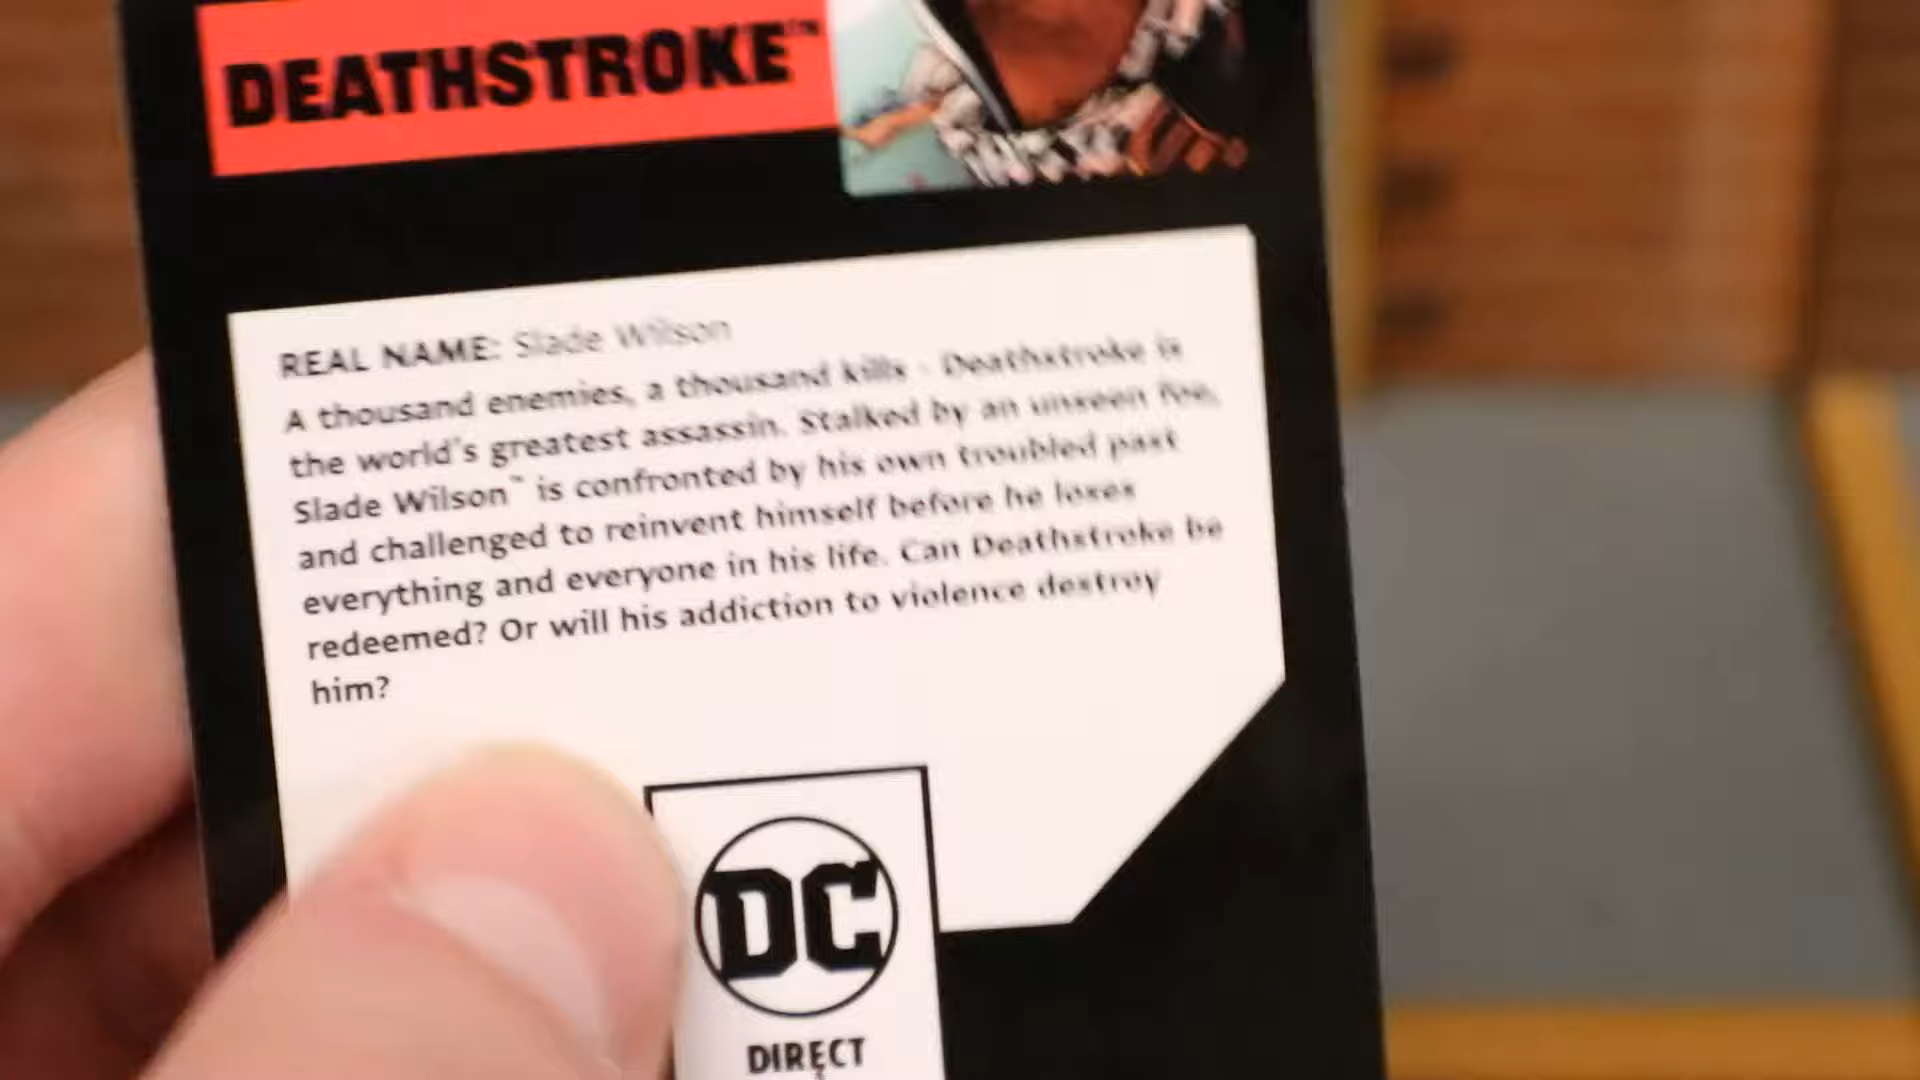 DEATHSTROKE™
REAL NAME: Slade Wilson
A thousand enemies, a thousand kills - Deathstroke is
the world's greatest assassin. Stalked by an unseen foe,
Slade Wilson™ is confronted by his own troubled past
and challenged to reinvent himself before he loses
everything and everyone in his life. Can Deathstroke be
redeemed? Or will his addiction to violence destroy
him?
DC
DIRECT